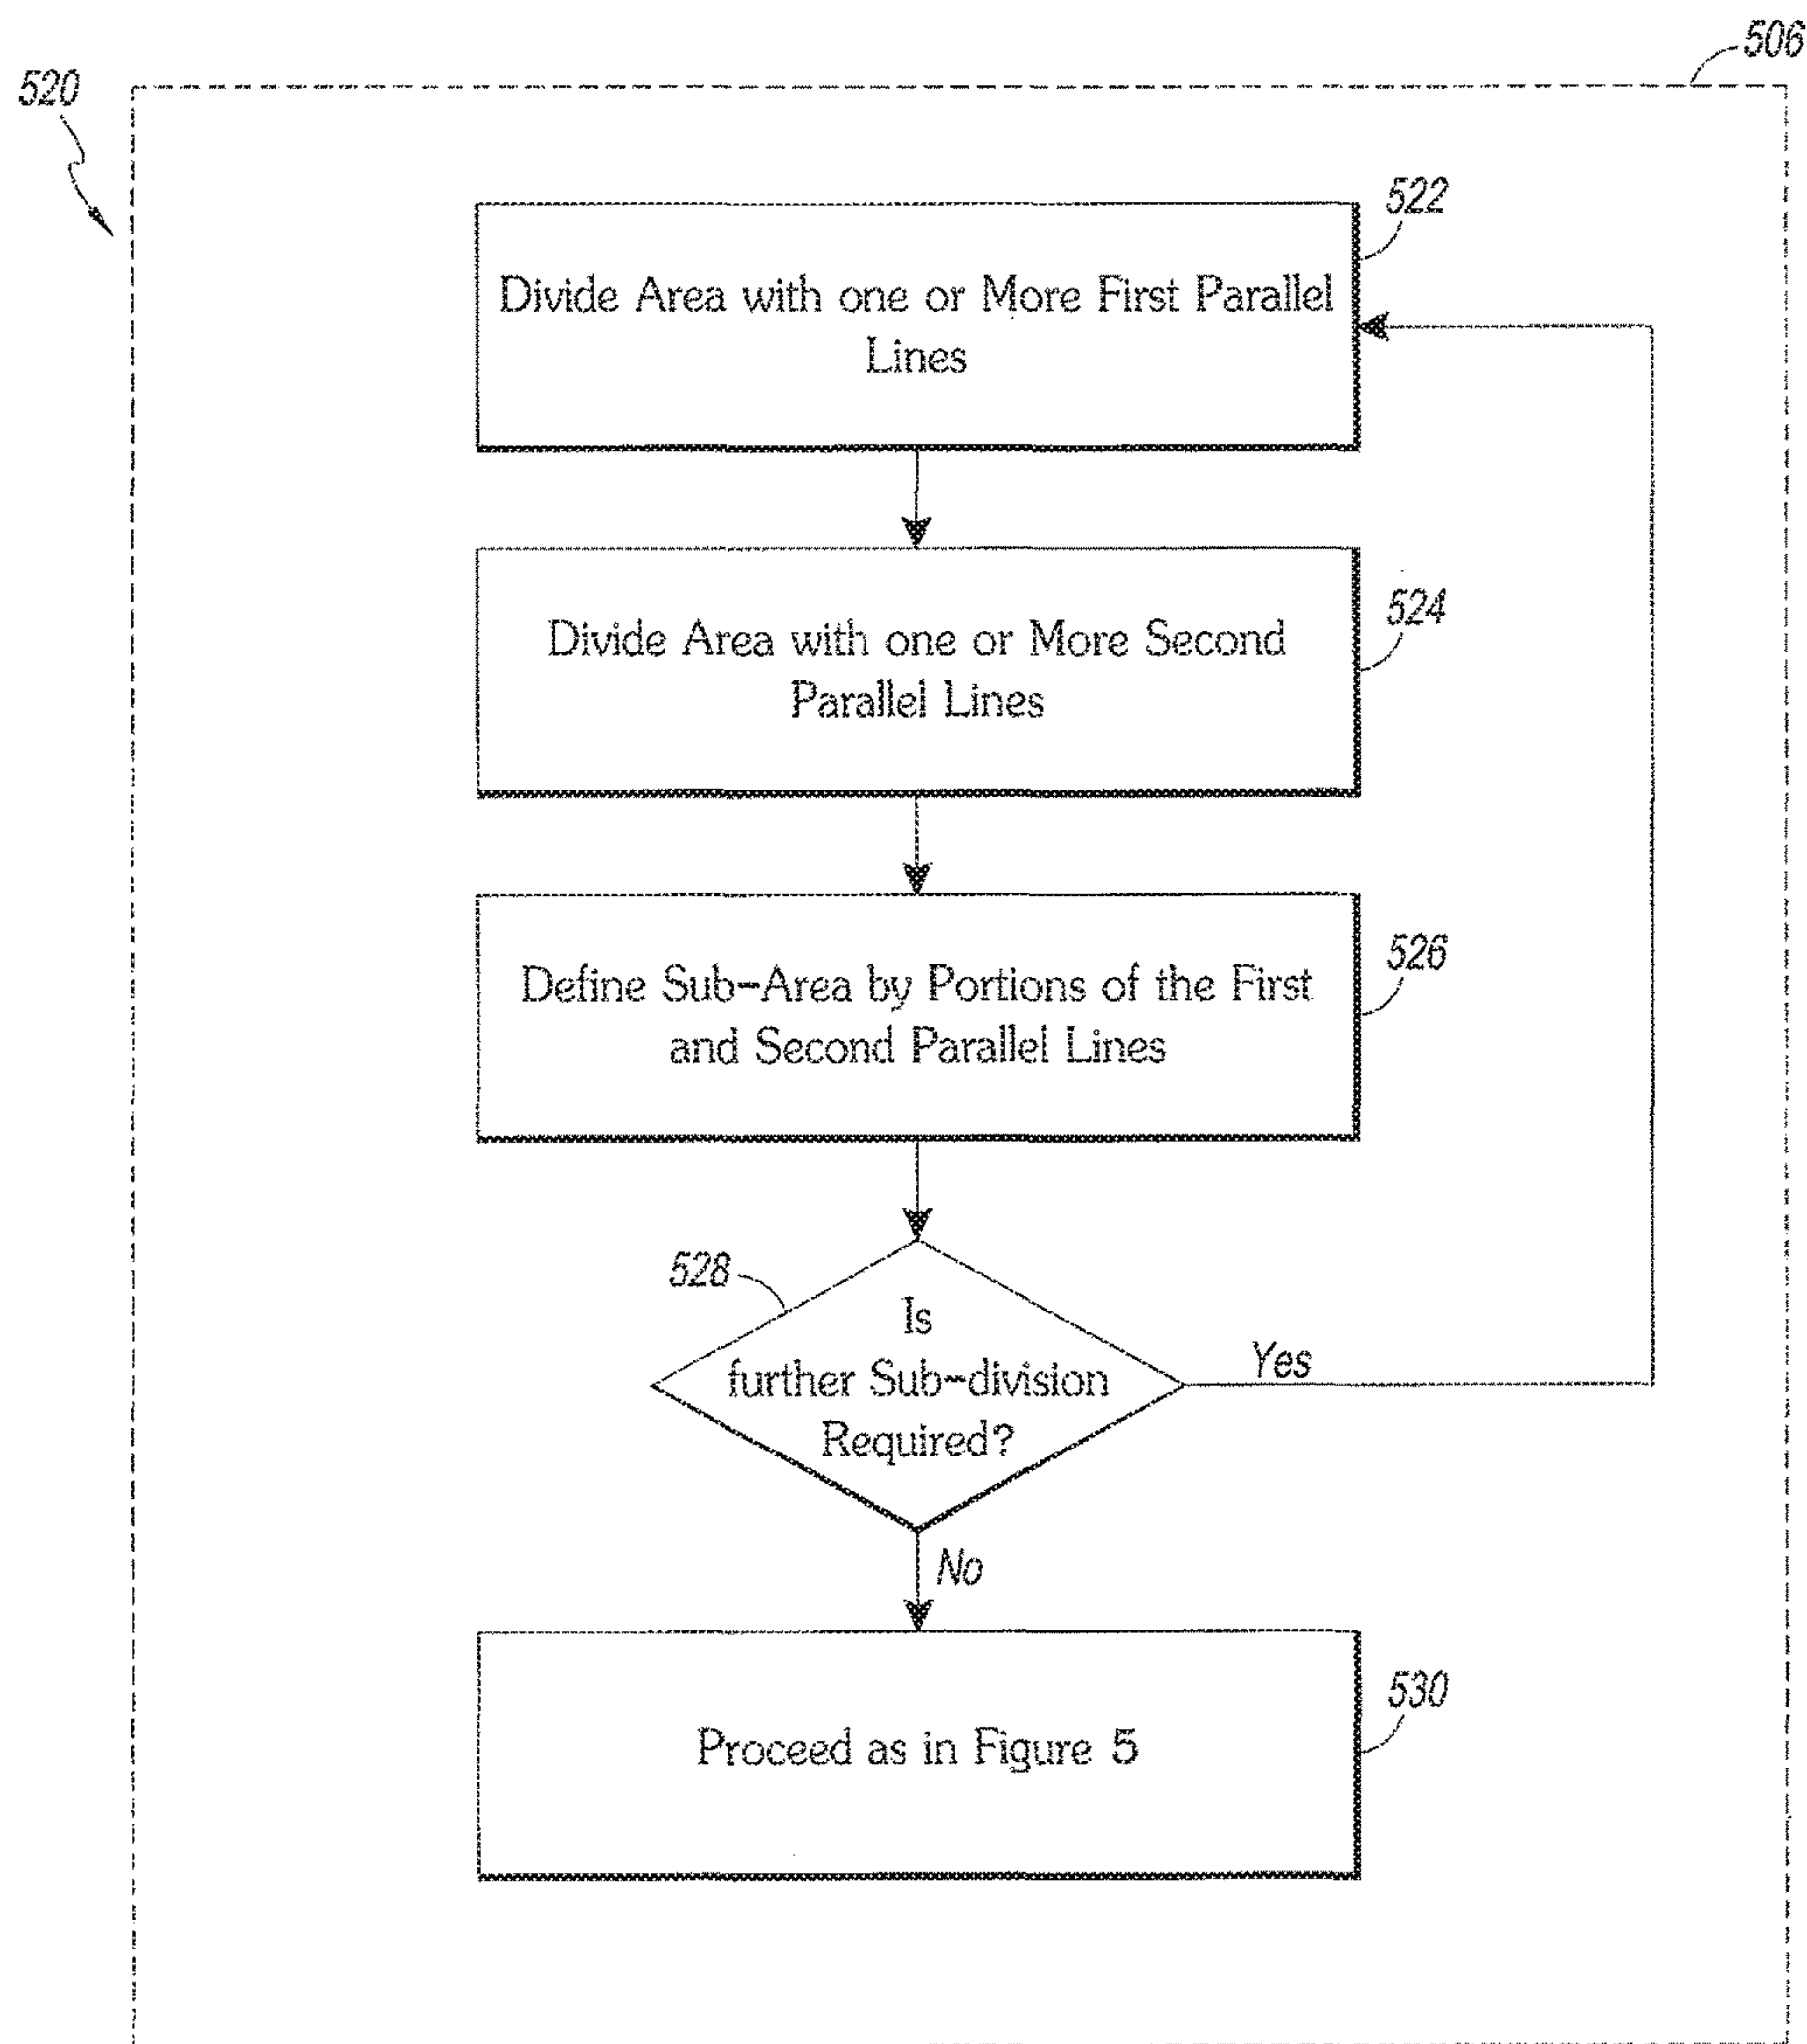 506
520
522
Divide Area with one or More First Parallel
Lines
524
Divide Area with one or More Second
Parallel Lines
526
Define Sub-Area by Portions of the First
and Second Parallel Lines
528
Is
further Sub-division
Required?
Yes
No
530
Proceed as in Figure 5